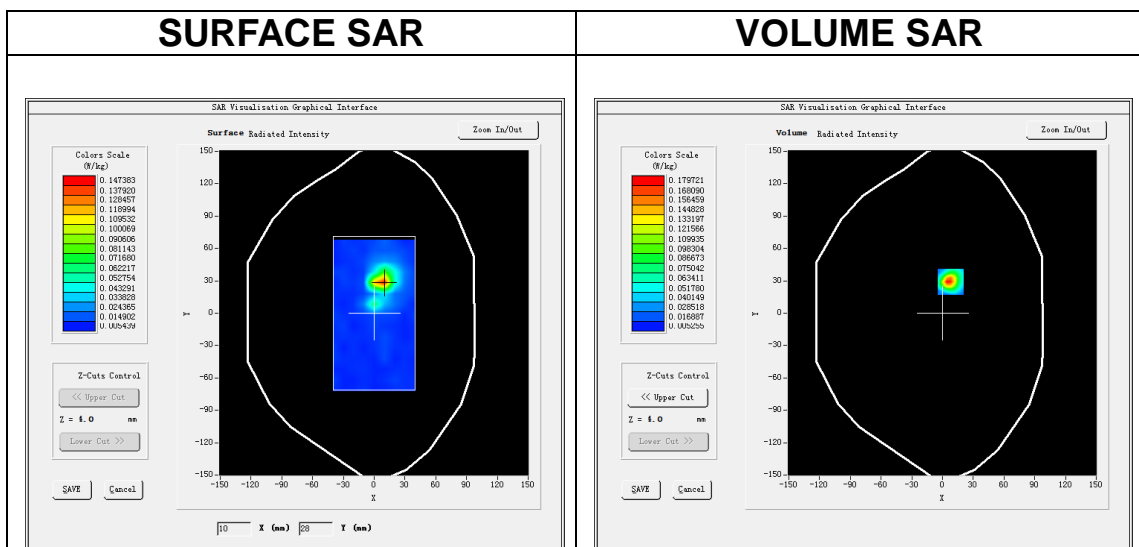 SURFACE SAR
VOLUME SAR
SAR Visualisation Graphical Interface
Surface Radiated Intensity
Zoom In/Out
Colors Scale
(W/kg)
0.147383
0.137920
0.128457
0.118994
0.109532
0.100069
0.090606
0.081143
0.071680
0.062217
0.052754
0.043291
0.033828
0.024365
0.014902
0.005439
150
120
90
60
30
0
-30
-60
-90
-120
-150
Y
-150 -120 -90 -60 -30 0 30 60 90 120 150
X
Z-Cuts Control
<< Upper Cut
Z = 4.0 mm
Lower Cut >>
SAVE
Cancel
10 X (mm) 28 Y (mm)
SAR Visualisation Graphical Interface
Volume Radiated Intensity
Zoom In/Out
Colors Scale
(W/kg)
0.179721
0.168090
0.156459
0.144828
0.133197
0.121566
0.109935
0.098304
0.086673
0.075042
0.063411
0.051780
0.040149
0.028518
0.016887
0.005255
150
120
90
60
30
0
-30
-60
-90
-120
-150
Y
-150 -120 -90 -60 -30 0 30 60 90 120 150
X
Z-Cuts Control
<< Upper Cut
Z = 4.0 mm
Lower Cut >>
SAVE
Cancel